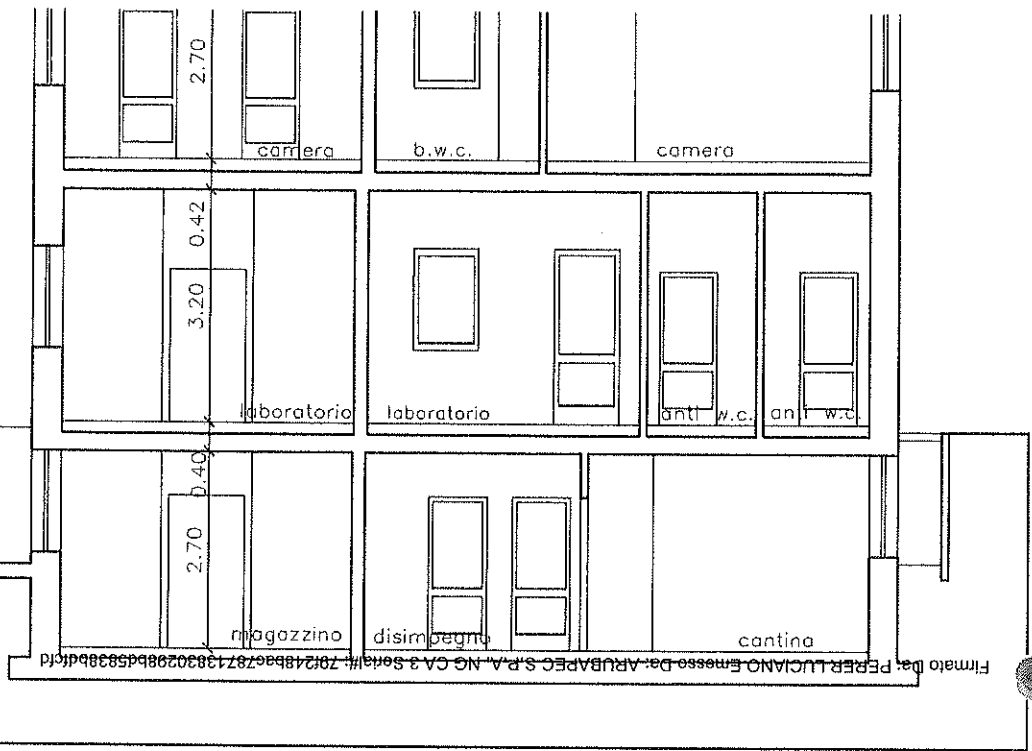 2.70
camera b.w.c. camera
0.42
3.20
laboratorio laboratorio anti w.c. anti w.c.
0.40
2.70
magazzino disimpegno cantina
Firmato Da: PERER LUCIANO Emesso Da: ARUBAPEC S.P.A. NG CA 3 Serial#: